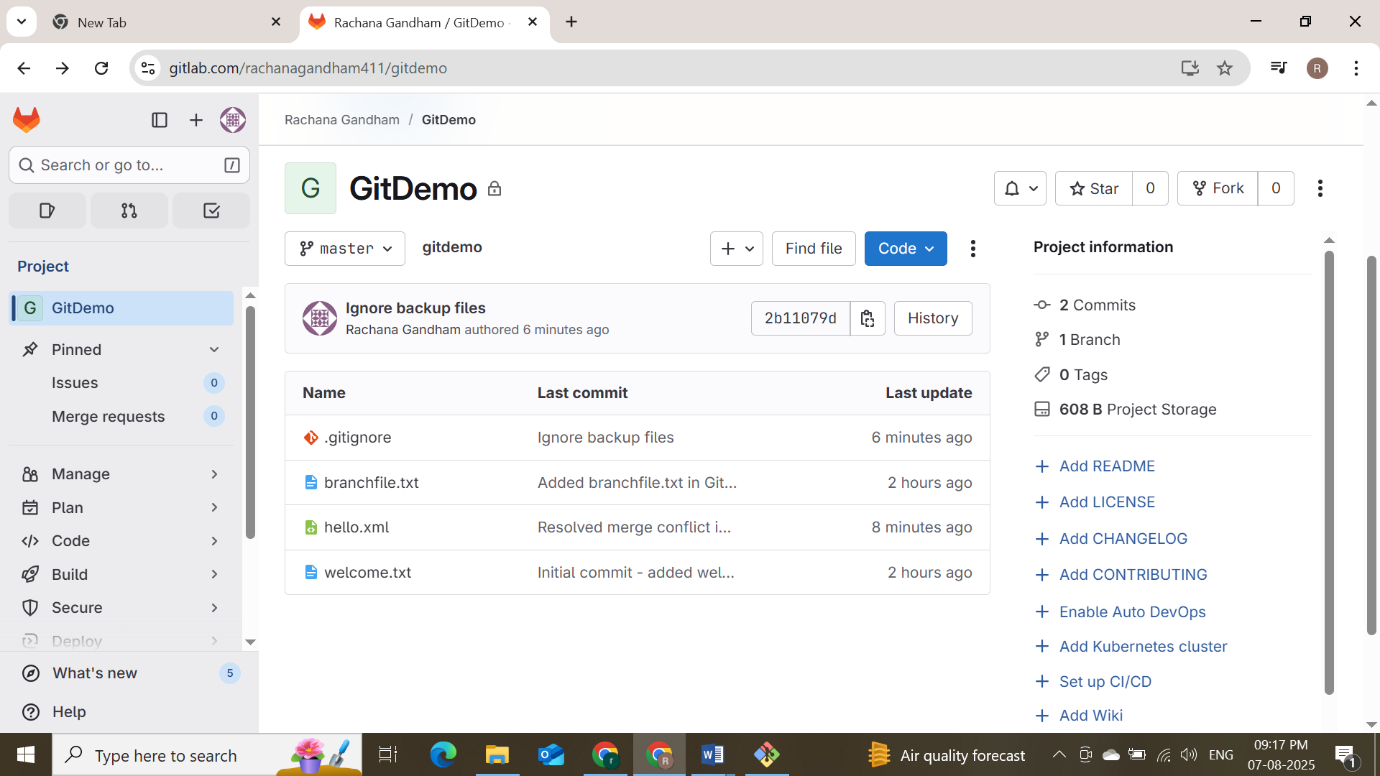 New Tab
Rachana Gandham / GitDemo
gitlab.com/rachanagandham411/gitdemo
R
Search or go to...
/
Project
G GitDemo
Pinned
Issues 0
Merge requests 0
Manage
Plan
Code
Build
Secure
Deploy
What's new 5
Help
Rachana Gandham / GitDemo
G GitDemo
Star 0
Fork 0
master
gitdemo
Find file
Code
Ignore backup files
Rachana Gandham authored 6 minutes ago
2b11079d
History
Name Last commit Last update
.gitignore Ignore backup files 6 minutes ago
branchfile.txt Added branchfile.txt in Git... 2 hours ago
hello.xml Resolved merge conflict i... 8 minutes ago
welcome.txt Initial commit - added wel... 2 hours ago
Project information
2 Commits
1 Branch
0 Tags
608 B Project Storage
Add README
Add LICENSE
Add CHANGELOG
Add CONTRIBUTING
Enable Auto DevOps
Add Kubernetes cluster
Set up CI/CD
Add Wiki
Type here to search
Air quality forecast
ENG
09:17 PM
07-08-2025
1